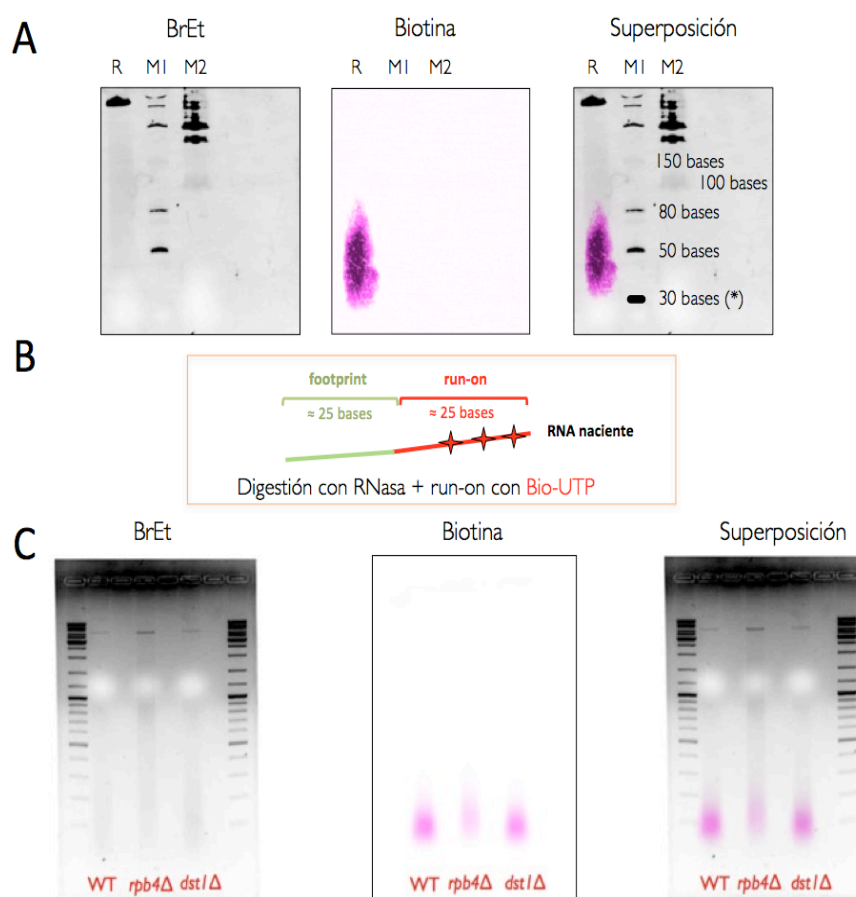 A
BrEt
Biotina
Superposición
R M1 M2
R M1 M2
R M1 M2
150 bases
100 bases
80 bases
50 bases
30 bases (*)
B
footprint
run-on
≈ 25 bases
≈ 25 bases
RNA naciente
Digestión con RNasa + run-on con Bio-UTP
C
BrEt
Biotina
Superposición
WT rpb4Δ dst1Δ
WT rpb4Δ dst1Δ
WT rpb4Δ dst1Δ